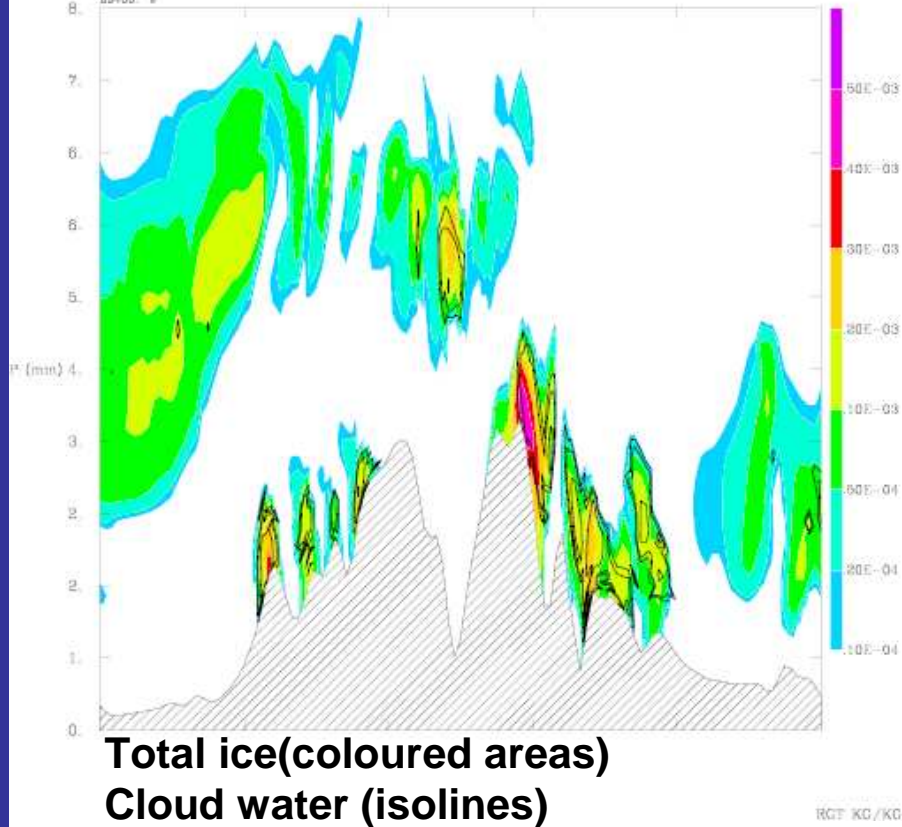 8.
7.
6.
5.
(mm) 4.
3.
2
2.
1.
0.
.50E-03
.40E-03
.30E-03
.20E-03
.10E-03
.50E-04
.20E-04
.10E-04
Total ice(coloured areas)
Cloud water (isolines)
RGT KG/KG